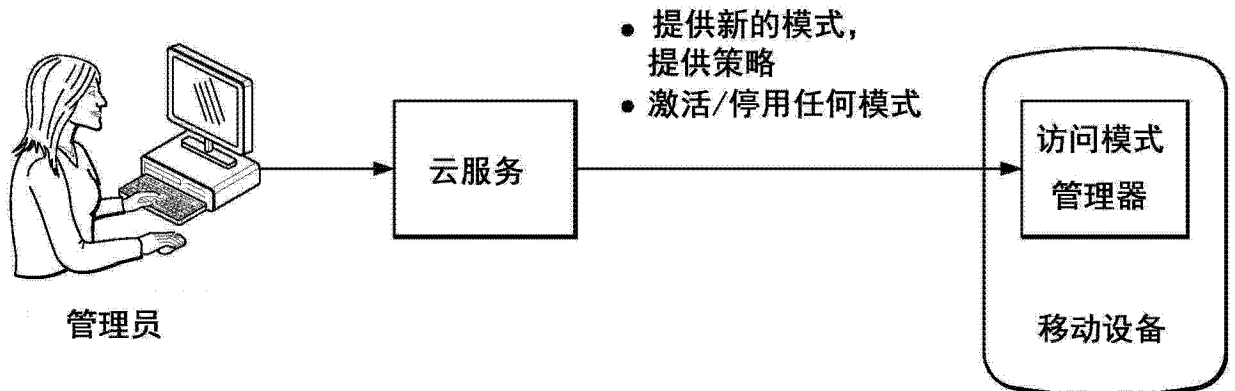 ● 提供新的模式，
提供策略
● 激活/停用任何模式
云服务
访问模式
管理器
管理员
移动设备